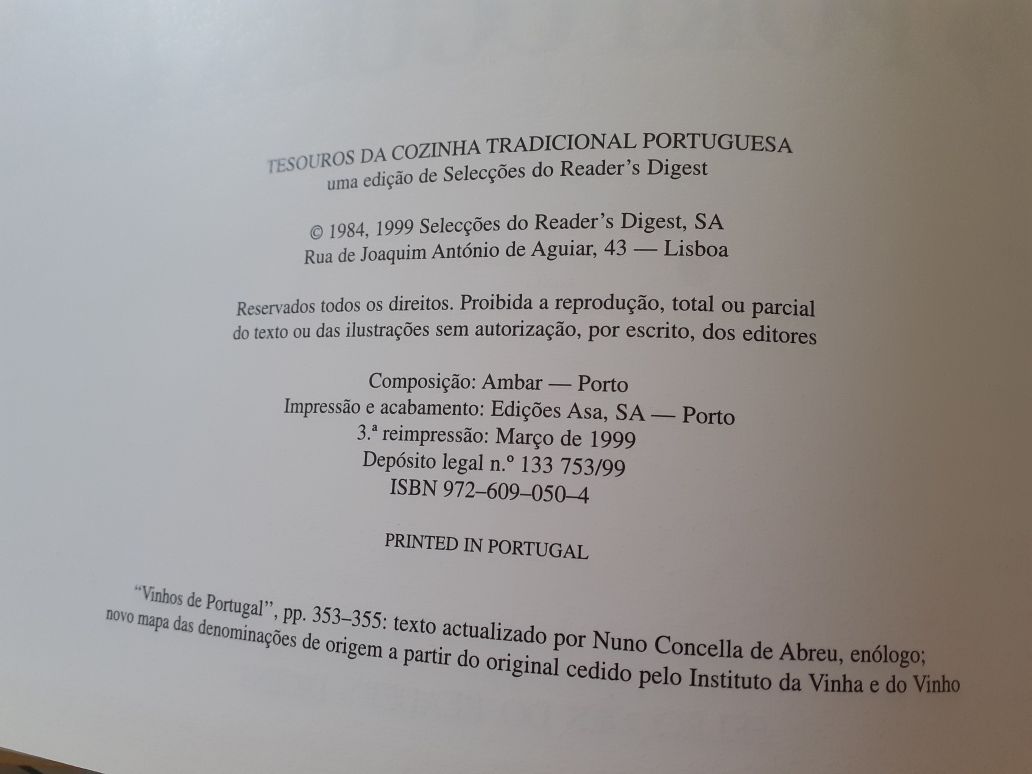 TESOUROS DA COZINHA TRADICIONAL PORTUGUESA
uma edição de Selecções do Reader's Digest
© 1984, 1999 Selecções do Reader's Digest, SA
Rua de Joaquim António de Aguiar, 43 — Lisboa
Reservados todos os direitos. Proibida a reprodução, total ou parcial
do texto ou das ilustrações sem autorização, por escrito, dos editores
Composição: Ambar — Porto
Impressão e acabamento: Edições Asa, SA — Porto
3.ª reimpressão: Março de 1999
Depósito legal n.º 133 753/99
ISBN 972–609–050–4
PRINTED IN PORTUGAL
“Vinhos de Portugal”, pp. 353–355: texto actualizado por Nuno Concella de Abreu, enólogo;
novo mapa das denominações de origem a partir do original cedido pelo Instituto da Vinha e do Vinho